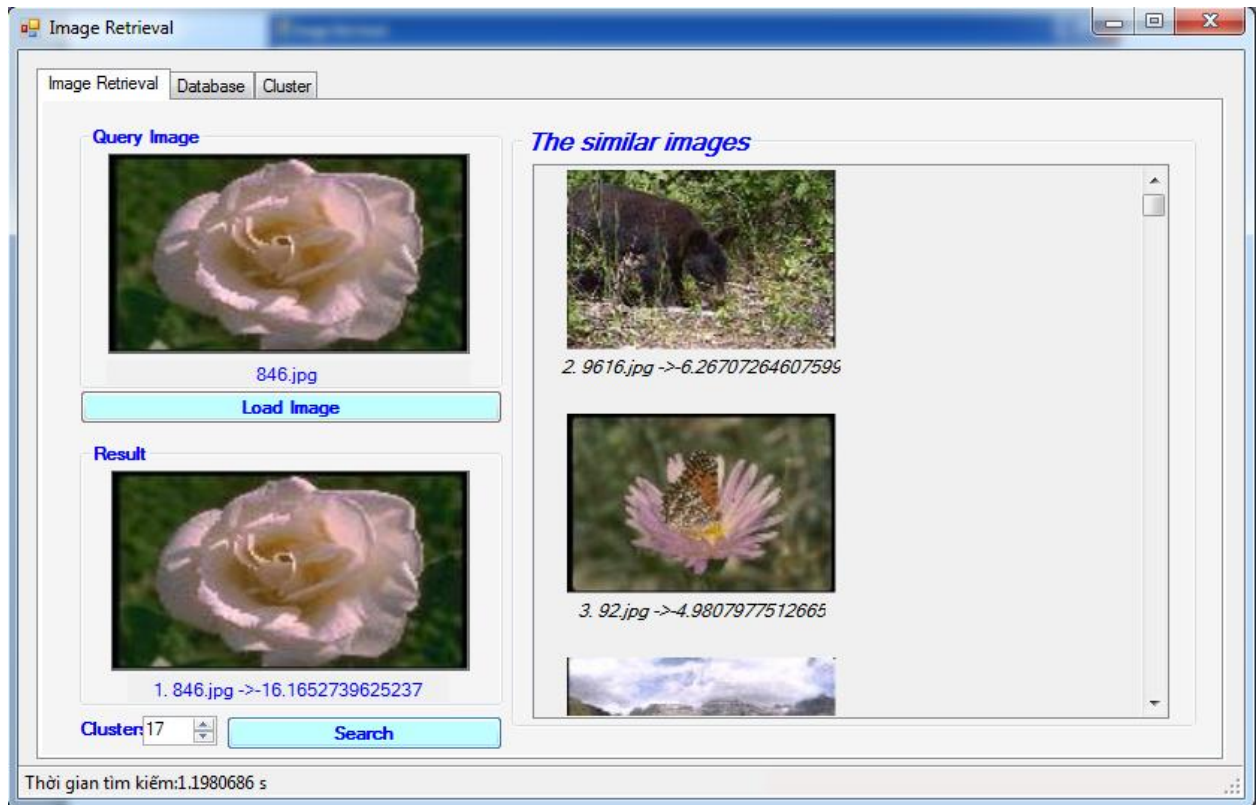 Image Retrieval
Image Retrieval Database Cluster
Query Image
846.jpg
Load Image
Result
1. 846.jpg ->-16.1652739625237
Cluster: 17
Search
The similar images
2. 9616.jpg ->-6.26707264607599
3. 92.jpg ->-4.9807977512665
Thời gian tìm kiếm:1.1980686 s